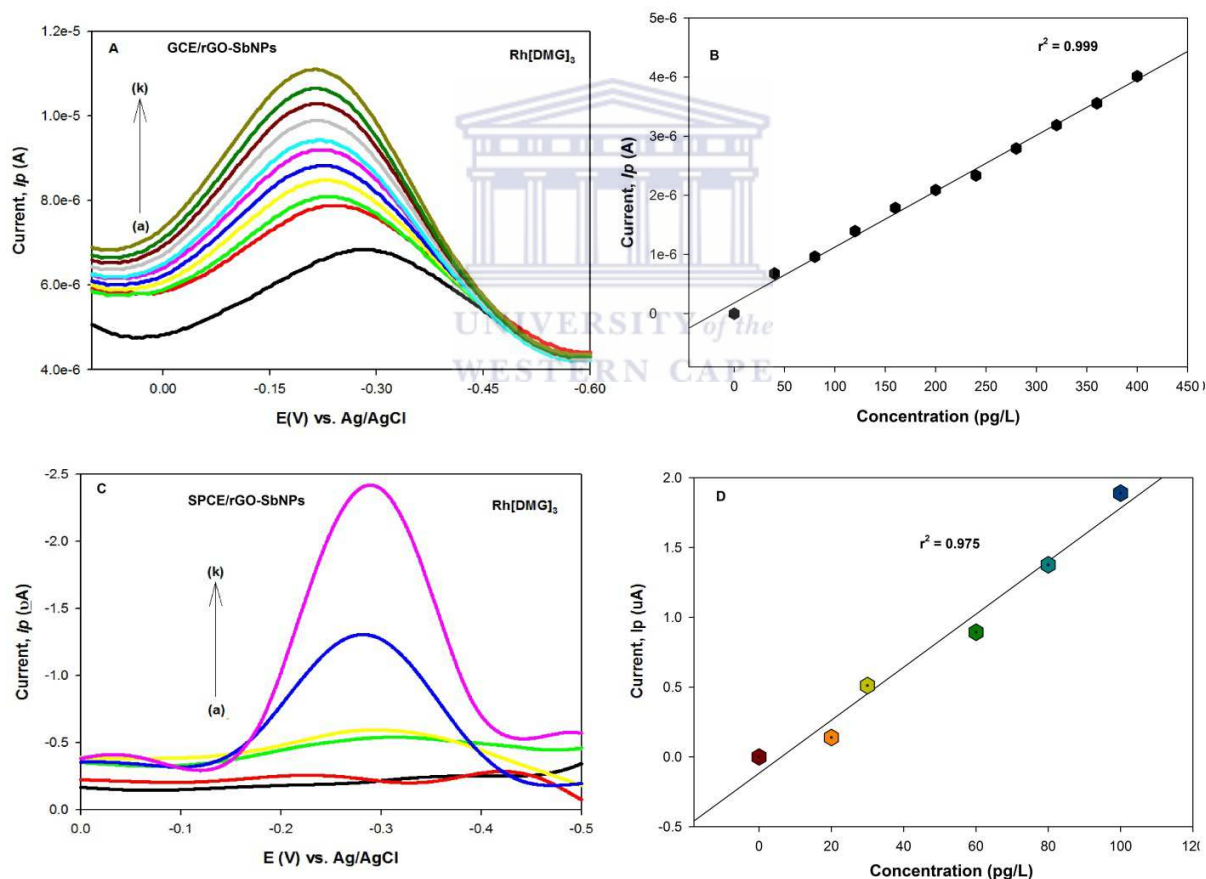 A
GCE/rGO-SbNPs
Rh[DMG]3
(k)
(a)
1.2e-5
1.0e-5
8.0e-6
6.0e-6
4.0e-6
Current, Ip (A)
0.00 -0.15 -0.30 -0.45 -0.60
E(V) vs. Ag/AgCl
B
r² = 0.999
5e-6
4e-6
3e-6
2e-6
1e-6
0
Current, Ip (A)
0 50 100 150 200 250 300 350 400 450
Concentration (pg/L)
UNIVERSITY of the
WESTERN CAPE
C
SPCE/rGO-SbNPs
Rh[DMG]3
(k)
(a)
-2.5
-2.0
-1.5
-1.0
-0.5
0.0
Current, Ip (υA)
0.0 -0.1 -0.2 -0.3 -0.4 -0.5
E (V) vs. Ag/AgCl
D
r² = 0.975
2.0
1.5
1.0
0.5
0.0
-0.5
Current, Ip (uA)
0 20 40 60 80 100 120
Concentration (pg/L)